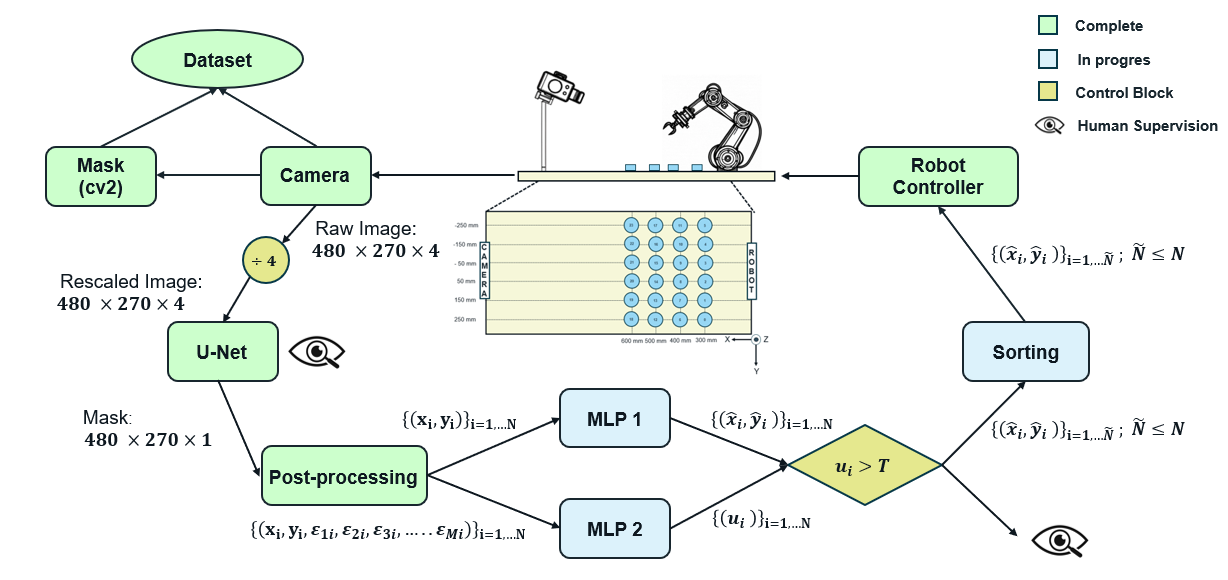 Complete
In progres
Control Block
Human Supervision
Dataset
Mask
(cv2)
Camera
Robot
Controller
Raw Image:
480 ×270×4
÷ 4
Rescaled Image:
480 ×270×4
U-Net
Mask:
480 ×270×1
Post-processing
{(xᵢ, yᵢ)}ᵢ₌₁,...N
{(xᵢ, yᵢ, ε₁ᵢ, ε₂ᵢ, ε₃ᵢ, ..... ε_Mi)}ᵢ₌₁,...N
MLP 1
MLP 2
{(x̂ᵢ, ŷᵢ )}ᵢ₌₁,...N
{(uᵢ )}ᵢ₌₁,...N
uᵢ > T
Sorting
{(x̂ᵢ, ŷᵢ )}ᵢ₌₁,...Ñ ; Ñ ≤ N
{(x̂ᵢ, ŷᵢ )}ᵢ₌₁,...Ñ ; Ñ ≤ N
-250 mm
-150 mm
- 50 mm
50 mm
150 mm
250 mm
CAMERA
ROBOT
600 mm 500 mm 400 mm 300 mm
X
Z
Y